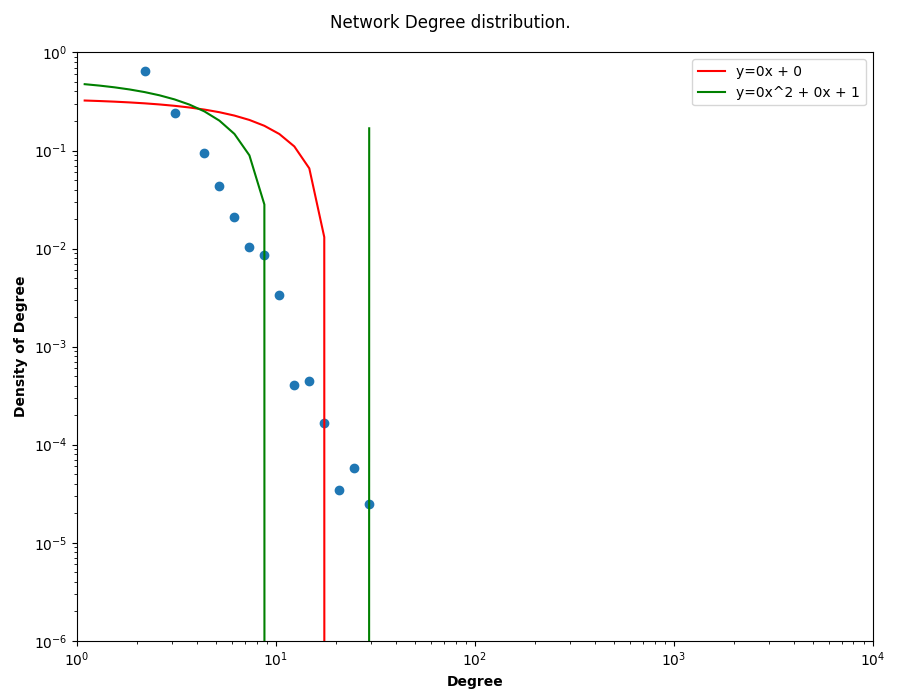 Network Degree distribution.
y=0x + 0
y=0x^2 + 0x + 1
10^0
10^-1
10^-2
10^-3
10^-4
10^-5
10^-6
Density of Degree
10^0 10^1 10^2 10^3 10^4
Degree